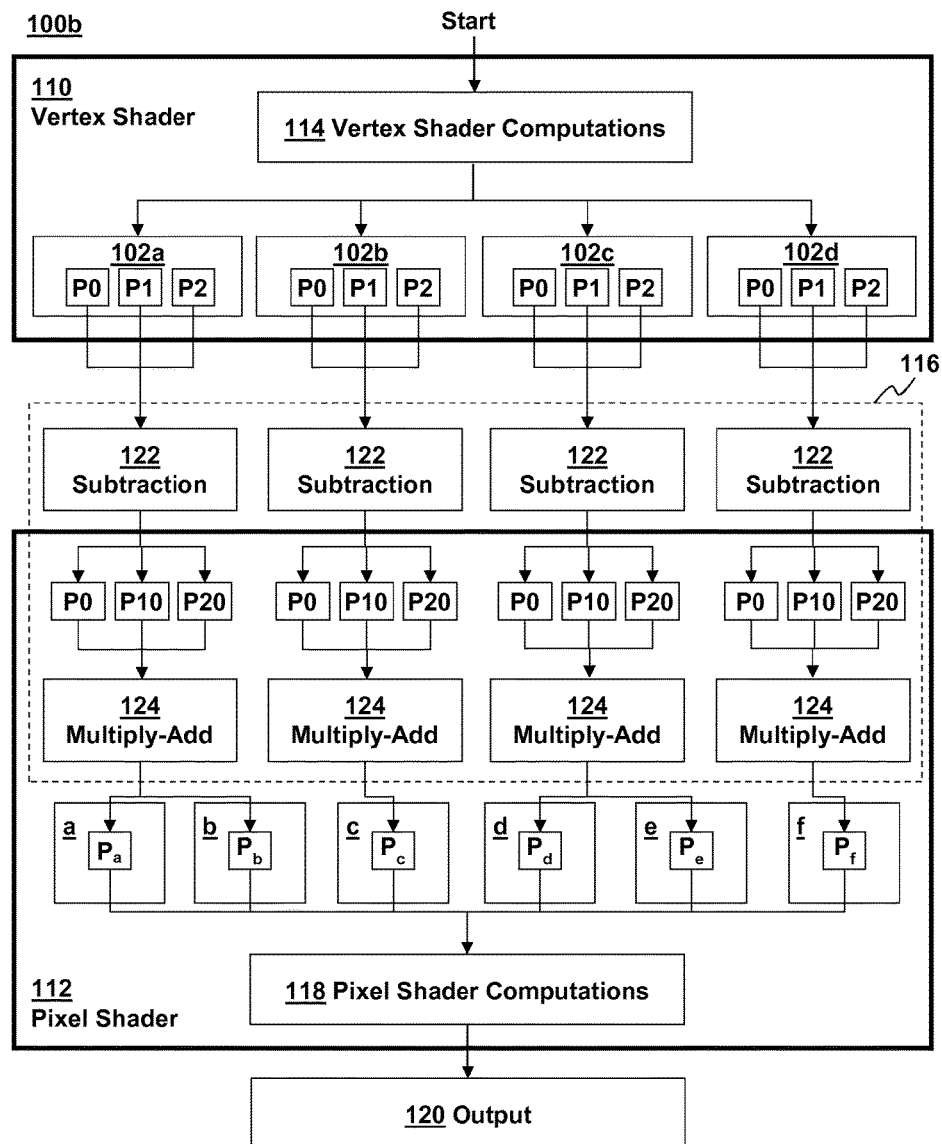 100b
Start
110
Vertex Shader
114 Vertex Shader Computations
102a 102b 102c 102d
P0 P1 P2 P0 P1 P2 P0 P1 P2 P0 P1 P2
116
122 122 122 122
Subtraction Subtraction Subtraction Subtraction
P0 P10 P20 P0 P10 P20 P0 P10 P20 P0 P10 P20
124 124 124 124
Multiply-Add Multiply-Add Multiply-Add Multiply-Add
a b c d e f
Pa Pb Pc Pd Pe Pf
118 Pixel Shader Computations
112
Pixel Shader
120 Output